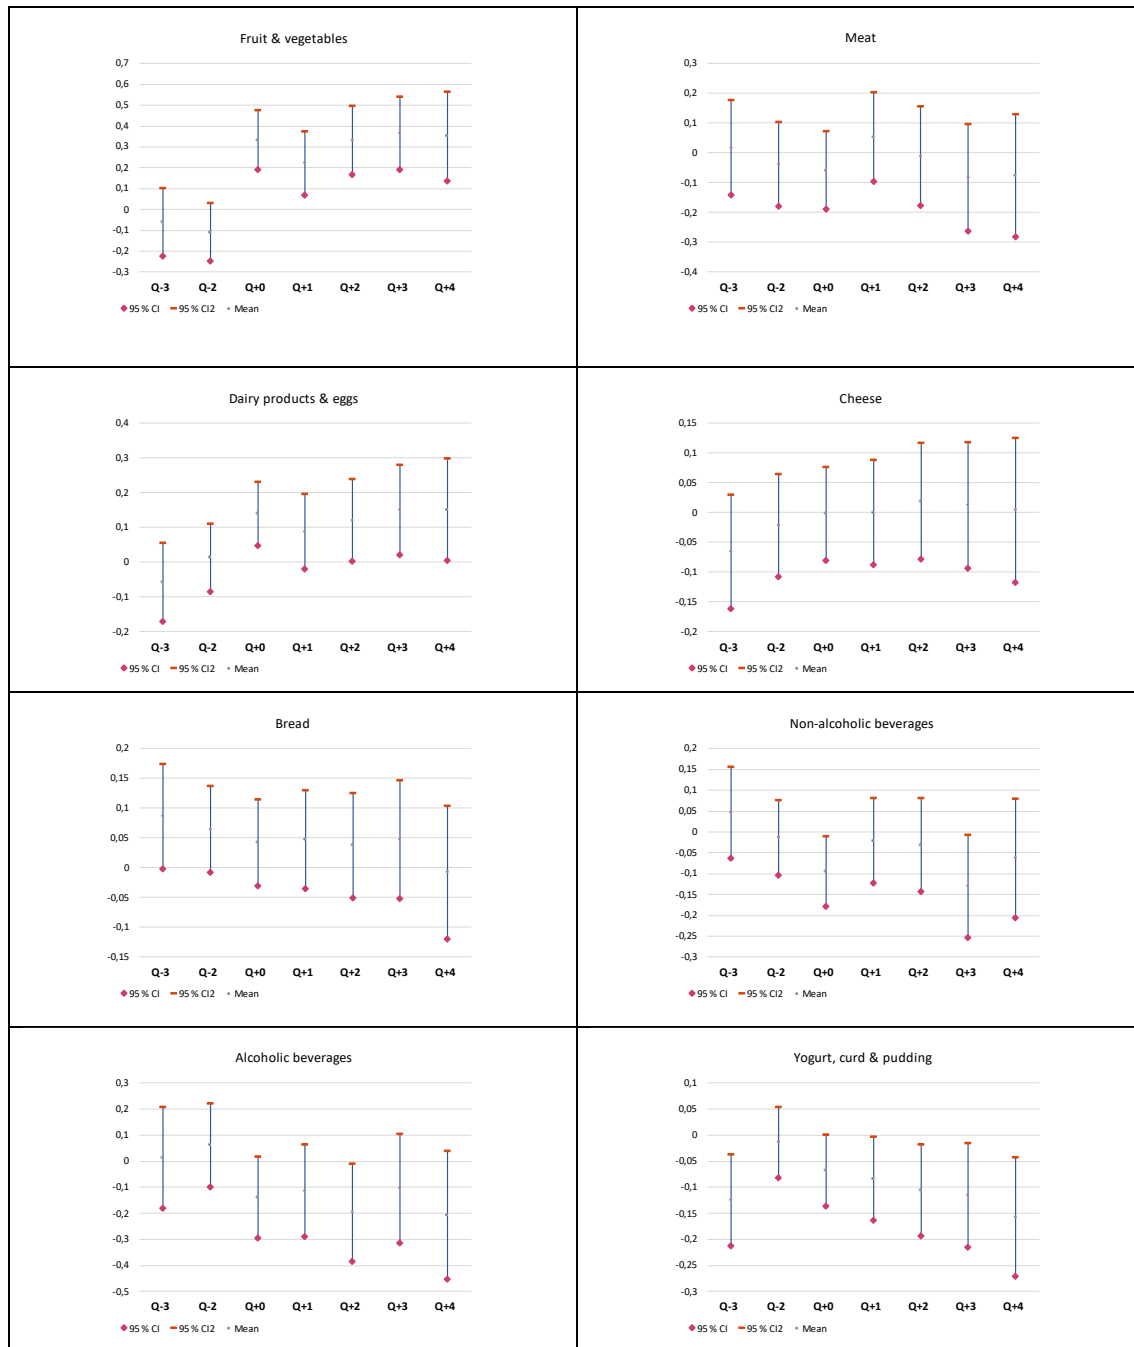 Fruit & vegetables
0,7
0,6
0,5
0,4
0,3
0,2
0,1
0
-0,1
-0,2
-0,3
Q-3 Q-2 Q+0 Q+1 Q+2 Q+3 Q+4
95 % CI 95 % CI2 Mean
Meat
0,3
0,2
0,1
0
-0,1
-0,2
-0,3
-0,4
Q-3 Q-2 Q+0 Q+1 Q+2 Q+3 Q+4
95 % CI 95 % CI2 Mean
Dairy products & eggs
0,4
0,3
0,2
0,1
0
-0,1
-0,2
Q-3 Q-2 Q+0 Q+1 Q+2 Q+3 Q+4
95 % CI 95 % CI2 Mean
Cheese
0,15
0,1
0,05
0
-0,05
-0,1
-0,15
-0,2
Q-3 Q-2 Q+0 Q+1 Q+2 Q+3 Q+4
95 % CI 95 % CI2 Mean
Bread
0,2
0,15
0,1
0,05
0
-0,05
-0,1
-0,15
Q-3 Q-2 Q+0 Q+1 Q+2 Q+3 Q+4
95 % CI 95 % CI2 Mean
Non-alcoholic beverages
0,2
0,15
0,1
0,05
0
-0,05
-0,1
-0,15
-0,2
-0,25
-0,3
Q-3 Q-2 Q+0 Q+1 Q+2 Q+3 Q+4
95 % CI 95 % CI2 Mean
Alcoholic beverages
0,3
0,2
0,1
0
-0,1
-0,2
-0,3
-0,4
-0,5
Q-3 Q-2 Q+0 Q+1 Q+2 Q+3 Q+4
95 % CI 95 % CI2 Mean
Yogurt, curd & pudding
0,1
0,05
0
-0,05
-0,1
-0,15
-0,2
-0,25
-0,3
Q-3 Q-2 Q+0 Q+1 Q+2 Q+3 Q+4
95 % CI 95 % CI2 Mean